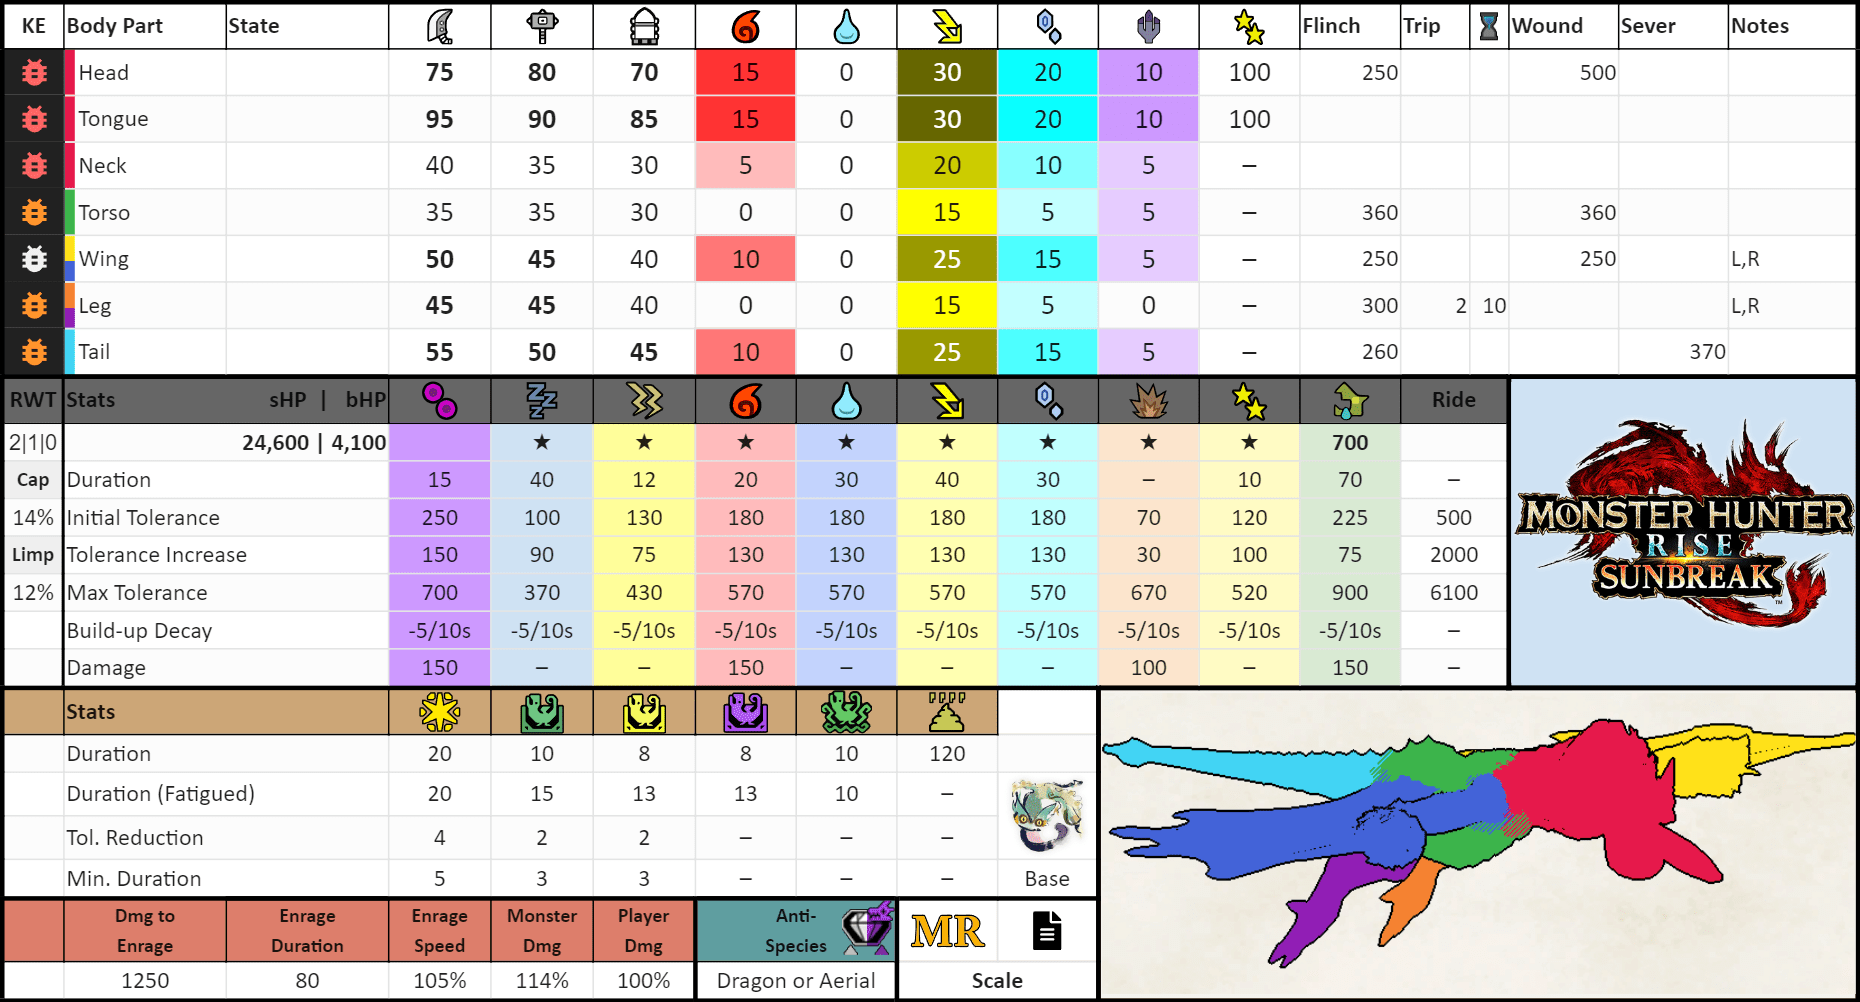 KE Body Part State Flinch Trip Wound Sever Notes
Head 75 80 70 15 0 30 20 10 100 250 500
Tongue 95 90 85 15 0 30 20 10 100
Neck 40 35 30 5 0 20 10 5 –
Torso 35 35 30 0 0 15 5 5 – 360 360
Wing 50 45 40 10 0 25 15 5 – 250 250 L,R
Leg 45 45 40 0 0 15 5 0 – 300 2 10 L,R
Tail 55 50 45 10 0 25 15 5 – 260 370
RWT Stats sHP | bHP Ride
2|1|0 24,600 | 4,100 ★ ★ ★ ★ ★ ★ ★ ★ 700
Cap Duration 15 40 12 20 30 40 30 – 10 70 –
14% Initial Tolerance 250 100 130 180 180 180 180 70 120 225 500
Limp Tolerance Increase 150 90 75 130 130 130 130 30 100 75 2000
12% Max Tolerance 700 370 430 570 570 570 570 670 520 900 6100
Build-up Decay -5/10s -5/10s -5/10s -5/10s -5/10s -5/10s -5/10s -5/10s -5/10s -5/10s –
Damage 150 – – 150 – – – 100 – 150 –
MONSTER HUNTER
RISE
SUNBREAK™
Stats
Duration 20 10 8 8 10 120
Duration (Fatigued) 20 15 13 13 10 –
Tol. Reduction 4 2 2 – – –
Min. Duration 5 3 3 – – – Base
Dmg to Enrage Enrage Monster Player Anti-
Enrage Duration Speed Dmg Dmg Species MR
1250 80 105% 114% 100% Dragon or Aerial Scale